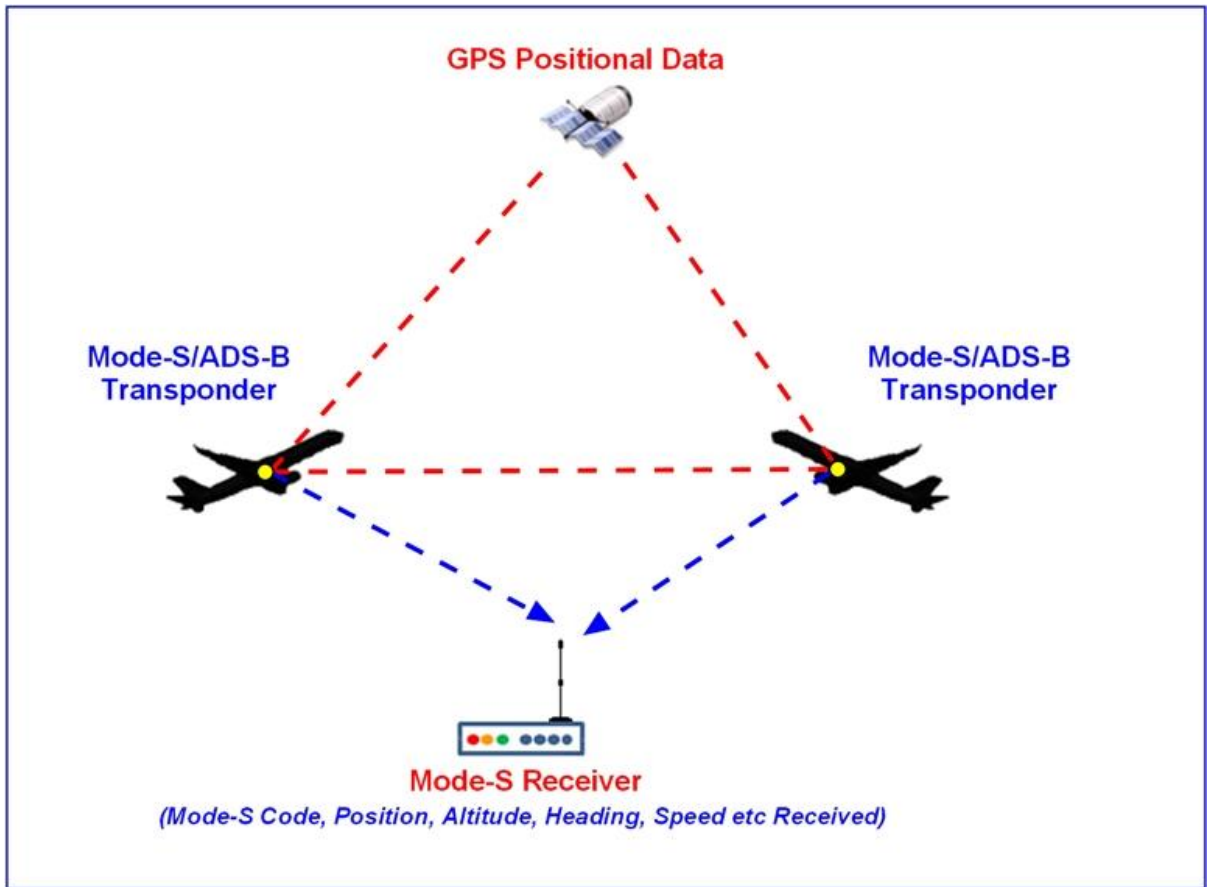 GPS Positional Data
Mode-S/ADS-B
Transponder
Mode-S/ADS-B
Transponder
Mode-S Receiver
(Mode-S Code, Position, Altitude, Heading, Speed etc Received)